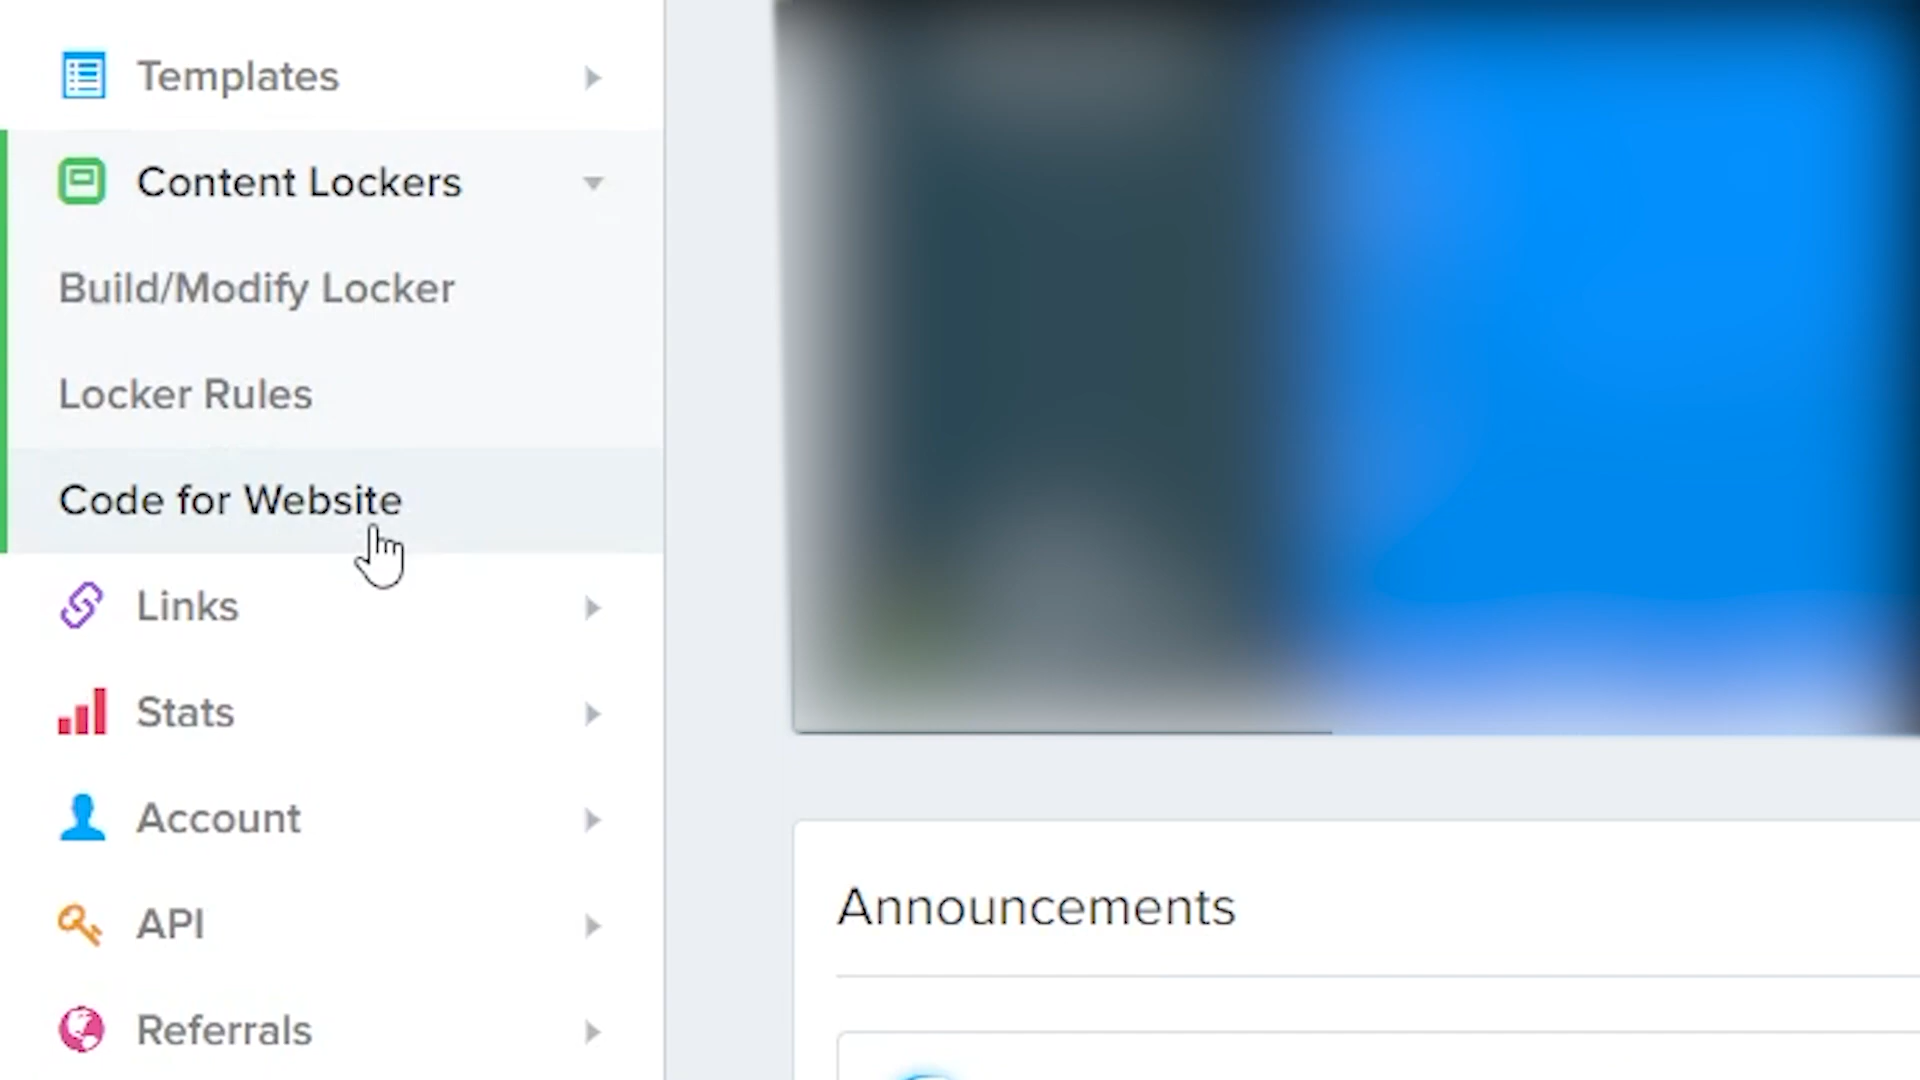 Templates
Content Lockers
Build/Modify Locker
Locker Rules
Code for Website
Links
Stats
Account
API
Referrals
Announcements